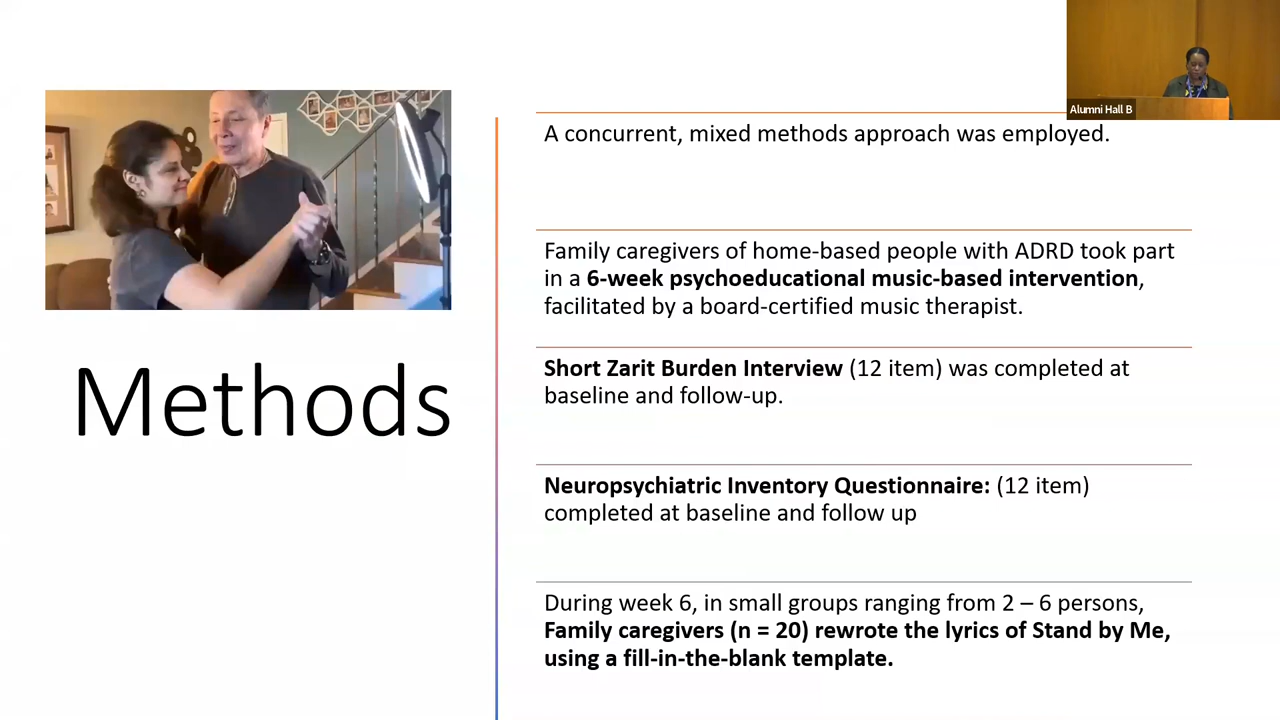 Alumni Hall B
Methods
A concurrent, mixed methods approach was employed.
Family caregivers of home-based people with ADRD took part
in a 6-week psychoeducational music-based intervention,
facilitated by a board-certified music therapist.
Short Zarit Burden Interview (12 item) was completed at
baseline and follow-up.
Neuropsychiatric Inventory Questionnaire: (12 item)
completed at baseline and follow up
During week 6, in small groups ranging from 2 – 6 persons,
Family caregivers (n = 20) rewrote the lyrics of Stand by Me,
using a fill-in-the-blank template.